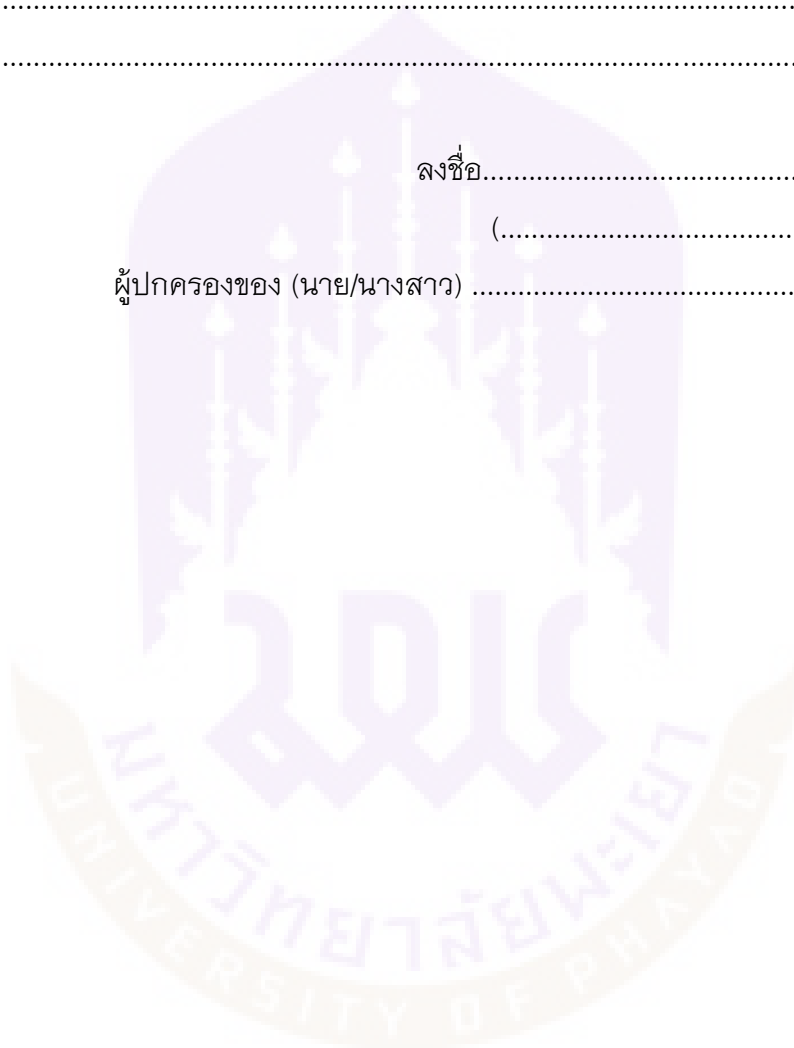 ................................................................................................
................................................................................................
ลงชื่อ........................................
(......................................
ผู้ปกครองของ (นาย/นางสาว) ..........................................
มหาวิทยาลัยพะเยา
UNIVERSITY OF PHAYAO